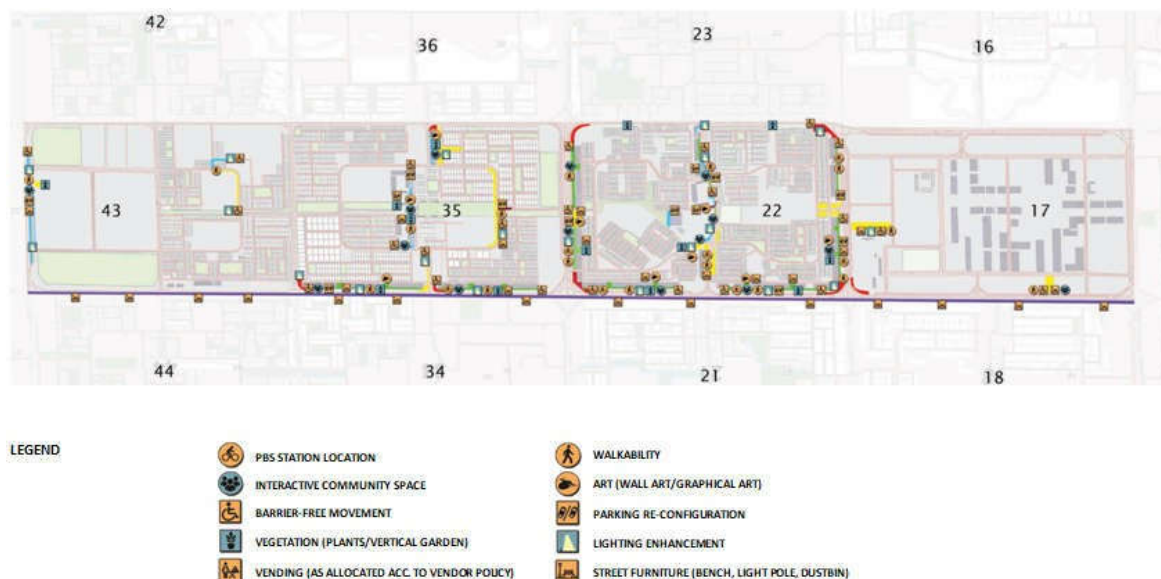 42
36
23
16
43
35
22
17
44
34
21
18
LEGEND
PBS STATION LOCATION
INTERACTIVE COMMUNITY SPACE
BARRIER-FREE MOVEMENT
VEGETATION (PLANTS/VERTICAL GARDEN)
VENDING (AS ALLOCATED ACC. TO VENDOR POLICY)
WALKABILITY
ART (WALL ART/GRAPHICAL ART)
PARKING RE-CONFIGURATION
LIGHTING ENHANCEMENT
STREET FURNITURE (BENCH, LIGHT POLE, DUSTBIN)